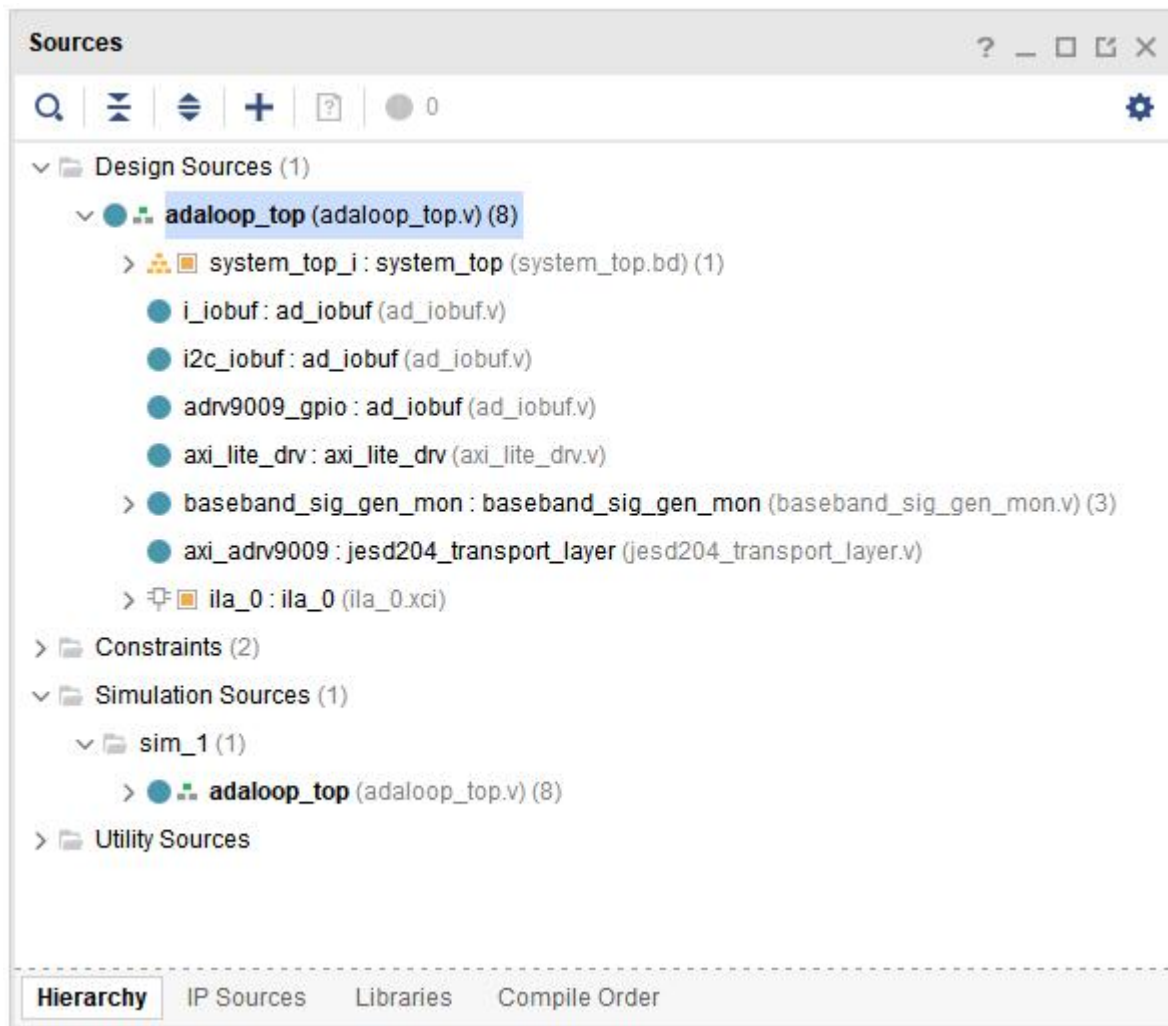 Sources
0
Design Sources (1)
adaloop_top (adaloop_top.v) (8)
system_top_i : system_top (system_top.bd) (1)
i_iobuf : ad_iobuf (ad_iobuf.v)
i2c_iobuf : ad_iobuf (ad_iobuf.v)
adrv9009_gpio : ad_iobuf (ad_iobuf.v)
axi_lite_drv : axi_lite_drv (axi_lite_drv.v)
baseband_sig_gen_mon : baseband_sig_gen_mon (baseband_sig_gen_mon.v) (3)
axi_adrv9009 : jesd204_transport_layer (jesd204_transport_layer.v)
ila_0 : ila_0 (ila_0.xci)
Constraints (2)
Simulation Sources (1)
sim_1 (1)
adaloop_top (adaloop_top.v) (8)
Utility Sources
Hierarchy IP Sources Libraries Compile Order